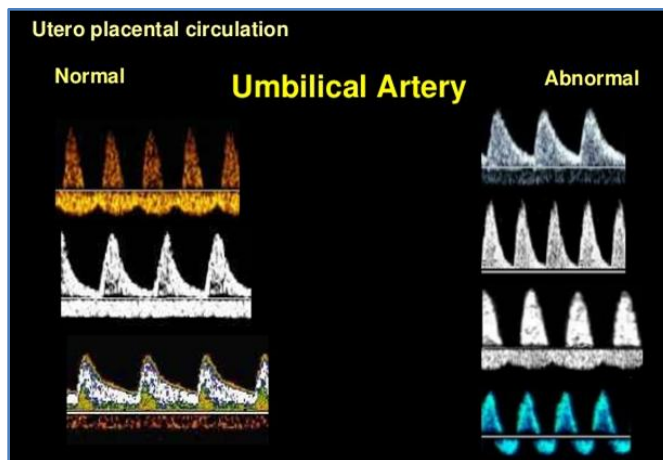 Utero placental circulation
Normal
Umbilical Artery
Abnormal